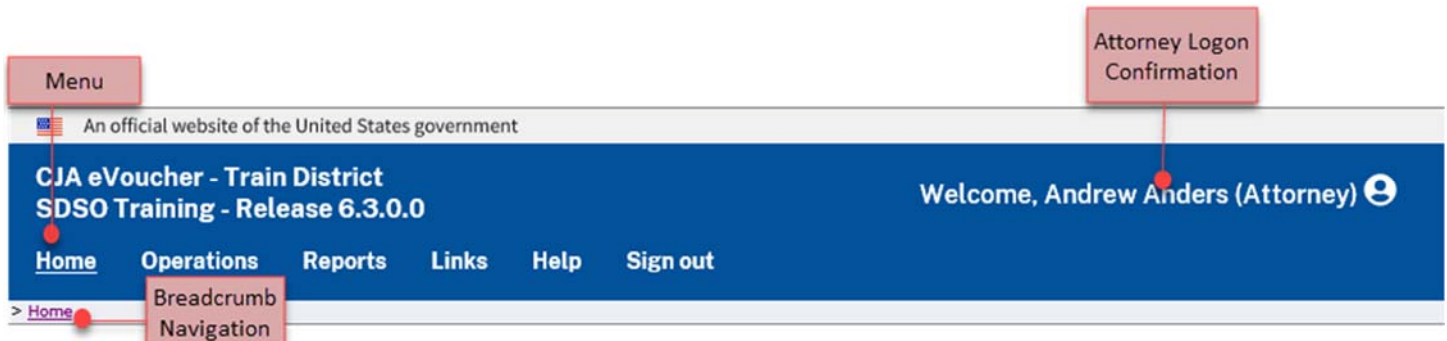 Attorney Logon
Confirmation
Menu
An official website of the United States government
CJA eVoucher - Train District
SDSO Training - Release 6.3.0.0
Welcome, Andrew Anders (Attorney)
Home Operations Reports Links Help Sign out
Breadcrumb
Navigation
> Home